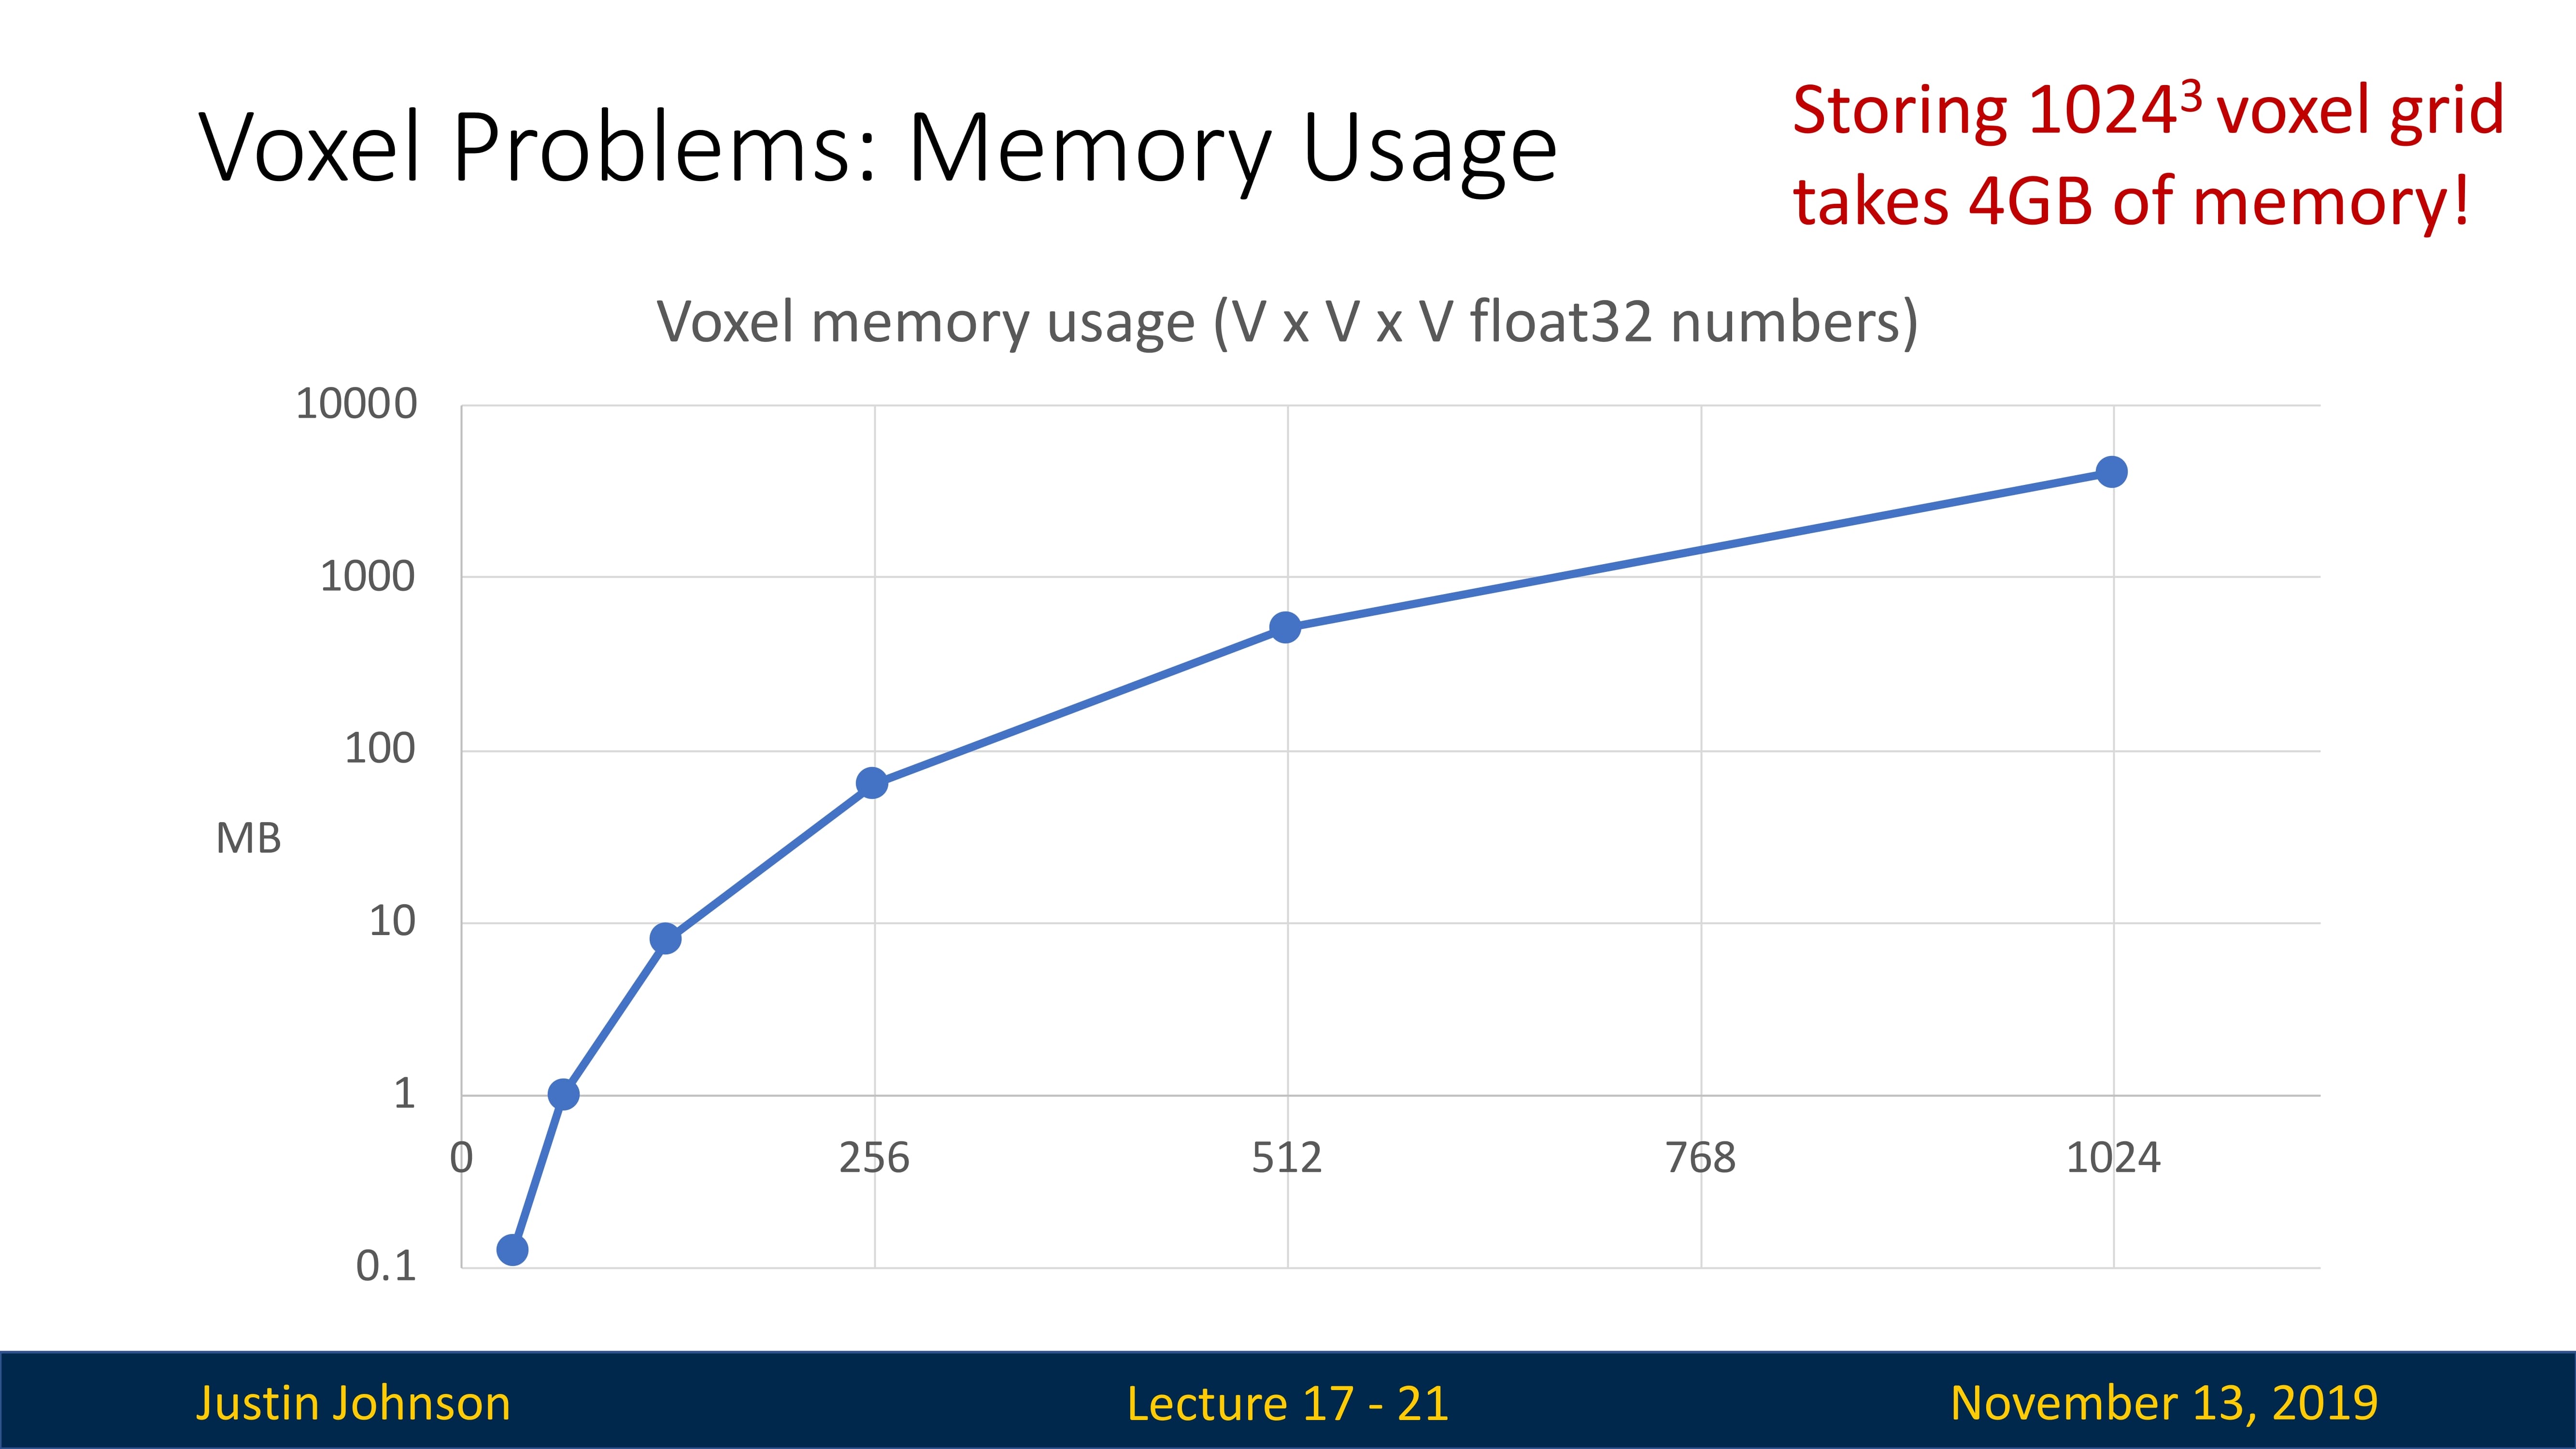 Voxel Problems: Memory Usage
Storing 1024³ voxel grid
takes 4GB of memory!
Voxel memory usage (V x V x V float32 numbers)
10000
1000
100
MB
10
1
0
256
512
768
1024
0.1
Justin Johnson
Lecture 17 - 21
November 13, 2019